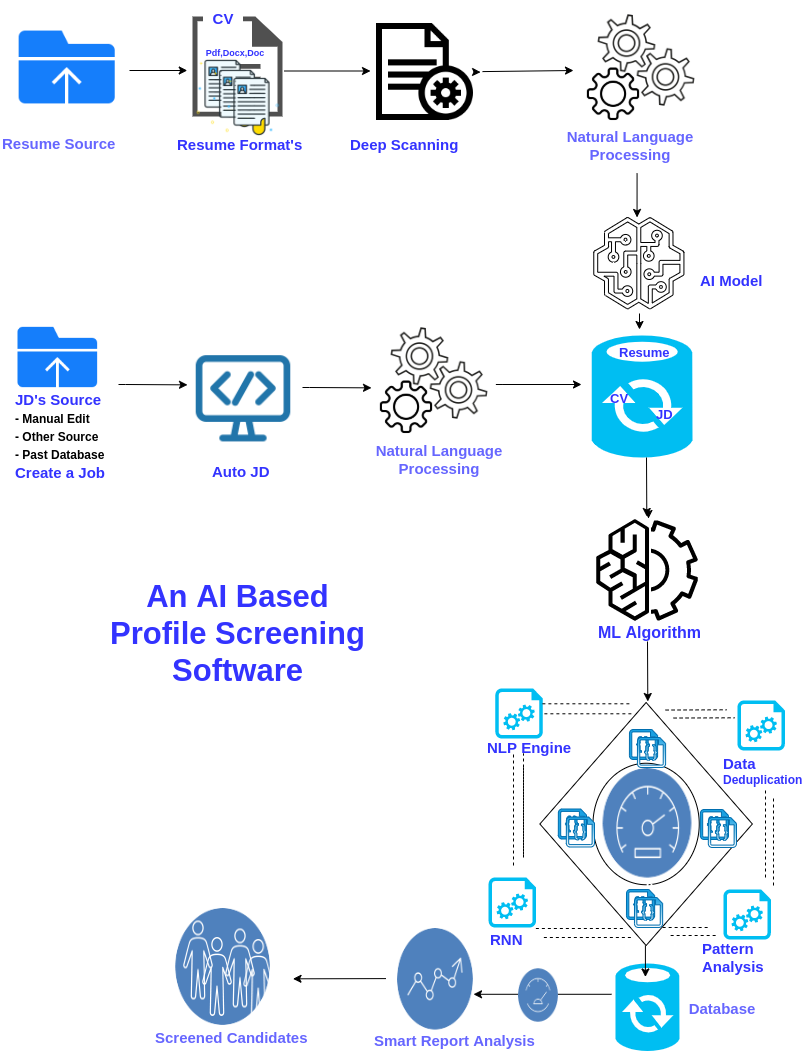 CV
Pdf,Docx,Doc
Resume Source
Resume Format's
Deep Scanning
Natural Language
Processing
AI Model
Resume
CV
JD
JD's Source
- Manual Edit
- Other Source
- Past Database
Create a Job
Auto JD
Natural Language
Processing
An AI Based
Profile Screening
Software
ML Algorithm
NLP Engine
Data
Deduplication
RNN
Pattern
Analysis
Database
Smart Report Analysis
Screened Candidates